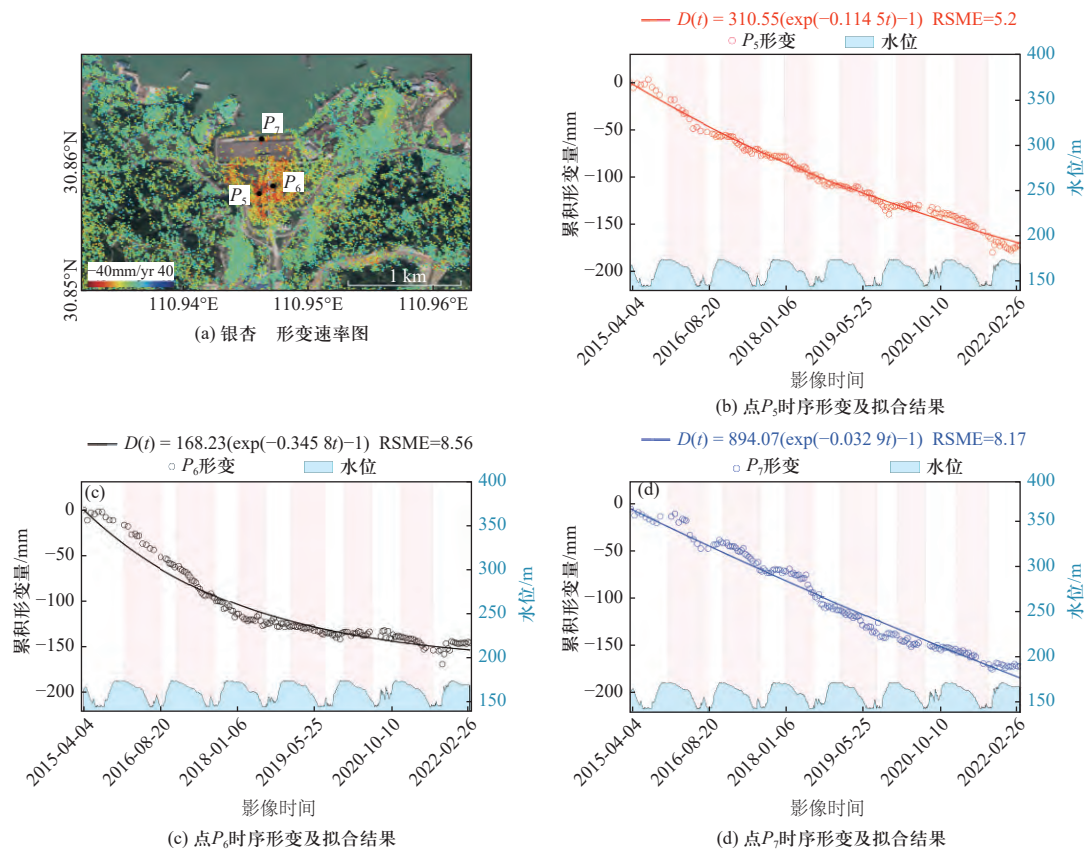 P₇
P₅
P₆
30.86°N
30.85°N
−40mm/yr 40
1 km
110.94°E
110.95°E
110.96°E
(a) 银杏 形变速率图
D(t) = 310.55(exp(−0.114 5t)−1) RSME=5.2
P₅形变
水位
0
−50
−100
−150
−200
累积形变量/mm
400
350
300
250
200
150
水位/m
2015-04-04
2016-08-20
2018-01-06
2019-05-25
2020-10-10
2022-02-26
影像时间
(b) 点P₅时序形变及拟合结果
D(t) = 168.23(exp(−0.345 8t)−1) RSME=8.56
P₆形变
水位
(c)
0
−50
−100
−150
−200
累积形变量/mm
400
350
300
250
200
150
水位/m
2015-04-04
2016-08-20
2018-01-06
2019-05-25
2020-10-10
2022-02-26
影像时间
(c) 点P₆时序形变及拟合结果
D(t) = 894.07(exp(−0.032 9t)−1) RSME=8.17
P₇形变
水位
(d)
0
−50
−100
−150
−200
累积形变量/mm
400
350
300
250
200
150
水位/m
2015-04-04
2016-08-20
2018-01-06
2019-05-25
2020-10-10
2022-02-26
影像时间
(d) 点P₇时序形变及拟合结果